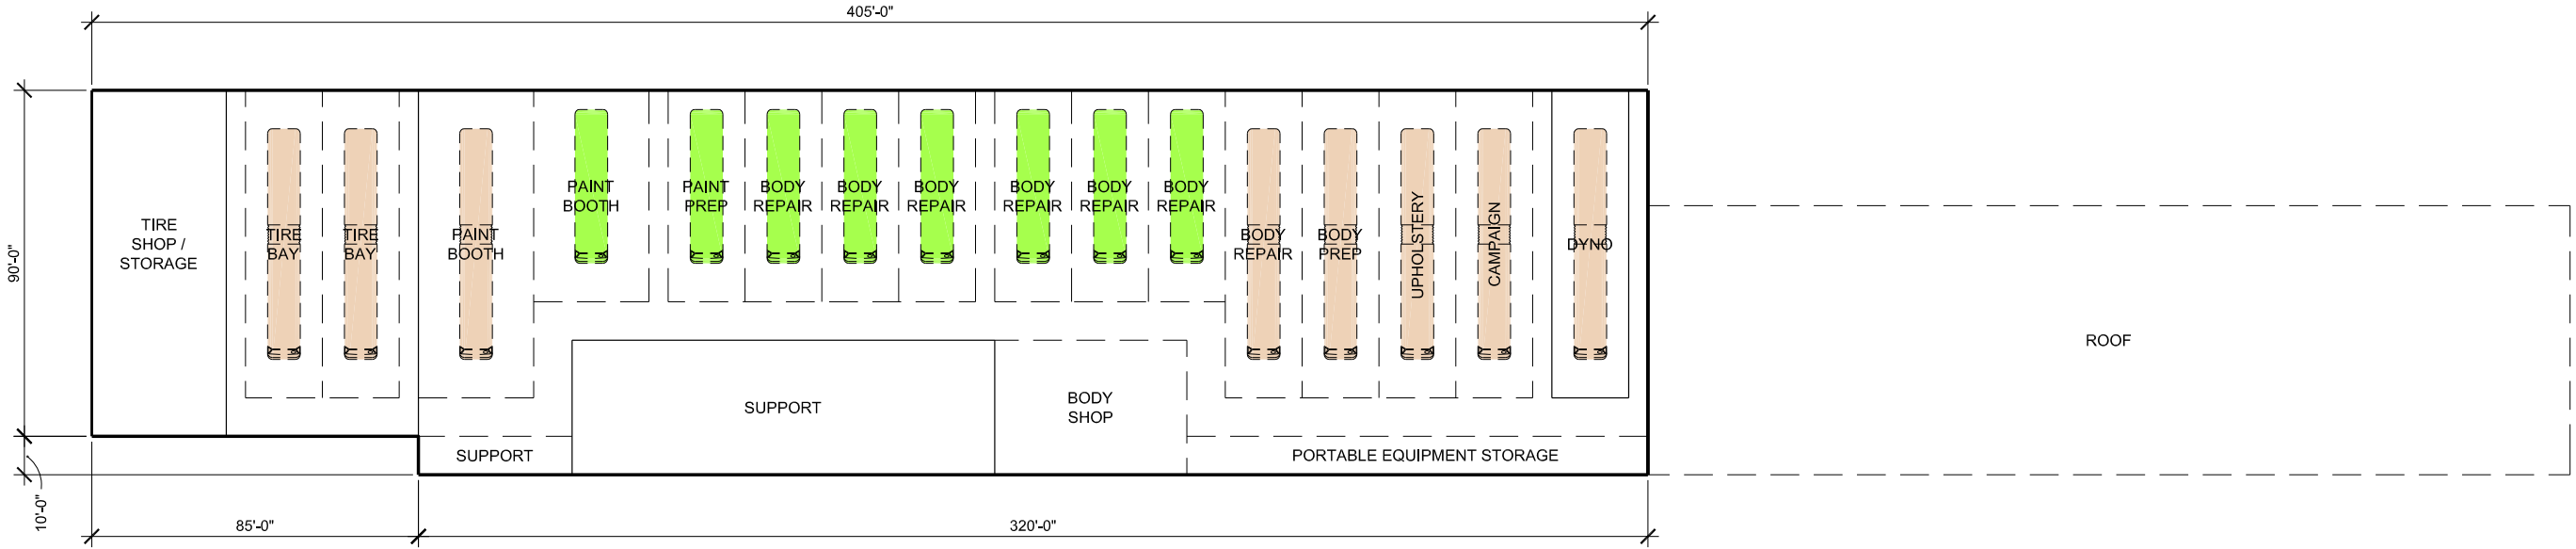 405'-0"
90'-0"
10'-0"
TIRE
SHOP /
STORAGE
TIRE
BAY
TIRE
BAY
PAINT
BOOTH
PAINT
BOOTH
PAINT
PREP
BODY
REPAIR
BODY
REPAIR
BODY
REPAIR
BODY
REPAIR
BODY
REPAIR
BODY
REPAIR
BODY
REPAIR
BODY
PREP
UPHOLSTERY
CAMPAIGN
DYNO
ROOF
SUPPORT
BODY
SHOP
SUPPORT
PORTABLE EQUIPMENT STORAGE
85'-0"
320'-0"